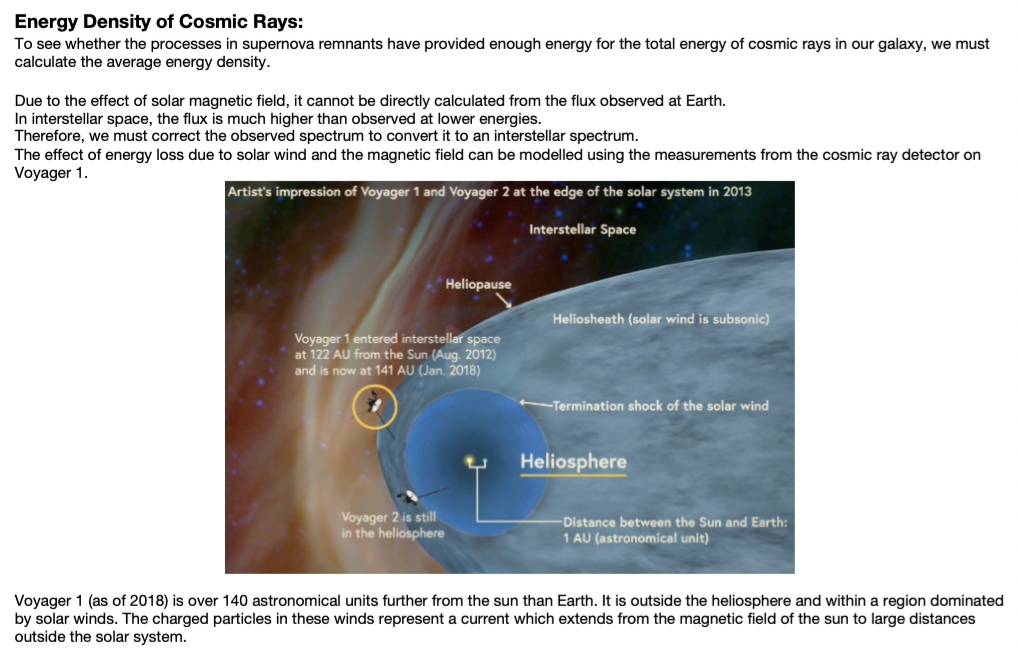 Energy Density of Cosmic Rays:
To see whether the processes in supernova remnants have provided enough energy for the total energy of cosmic rays in our galaxy, we must
calculate the average energy density.
Due to the effect of solar magnetic field, it cannot be directly calculated from the flux observed at Earth.
In interstellar space, the flux is much higher than observed at lower energies.
Therefore, we must correct the observed spectrum to convert it to an interstellar spectrum.
The effect of energy loss due to solar wind and the magnetic field can be modelled using the measurements from the cosmic ray detector on
Voyager 1.
Artist's impression of Voyager 1 and Voyager 2 at the edge of the solar system in 2013
Interstellar Space
Heliopause
Heliosheath (solar wind is subsonic)
Voyager 1 entered interstellar space
at 122 AU from the Sun (Aug. 2012)
and is now at 141 AU (Jan. 2018)
Termination shock of the solar wind
Heliosphere
Voyager 2 is still
in the heliosphere
Distance between the Sun and Earth:
1 AU (astronomical unit)
Voyager 1 (as of 2018) is over 140 astronomical units further from the sun than Earth. It is outside the heliosphere and within a region dominated
by solar winds. The charged particles in these winds represent a current which extends from the magnetic field of the sun to large distances
outside the solar system.